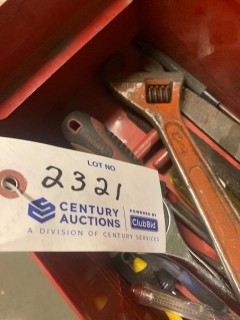 LOT NO
2321
CENTURY AUCTIONS
POWERED BY
ClubBid
A DIVISION OF CENTURY SERVICES